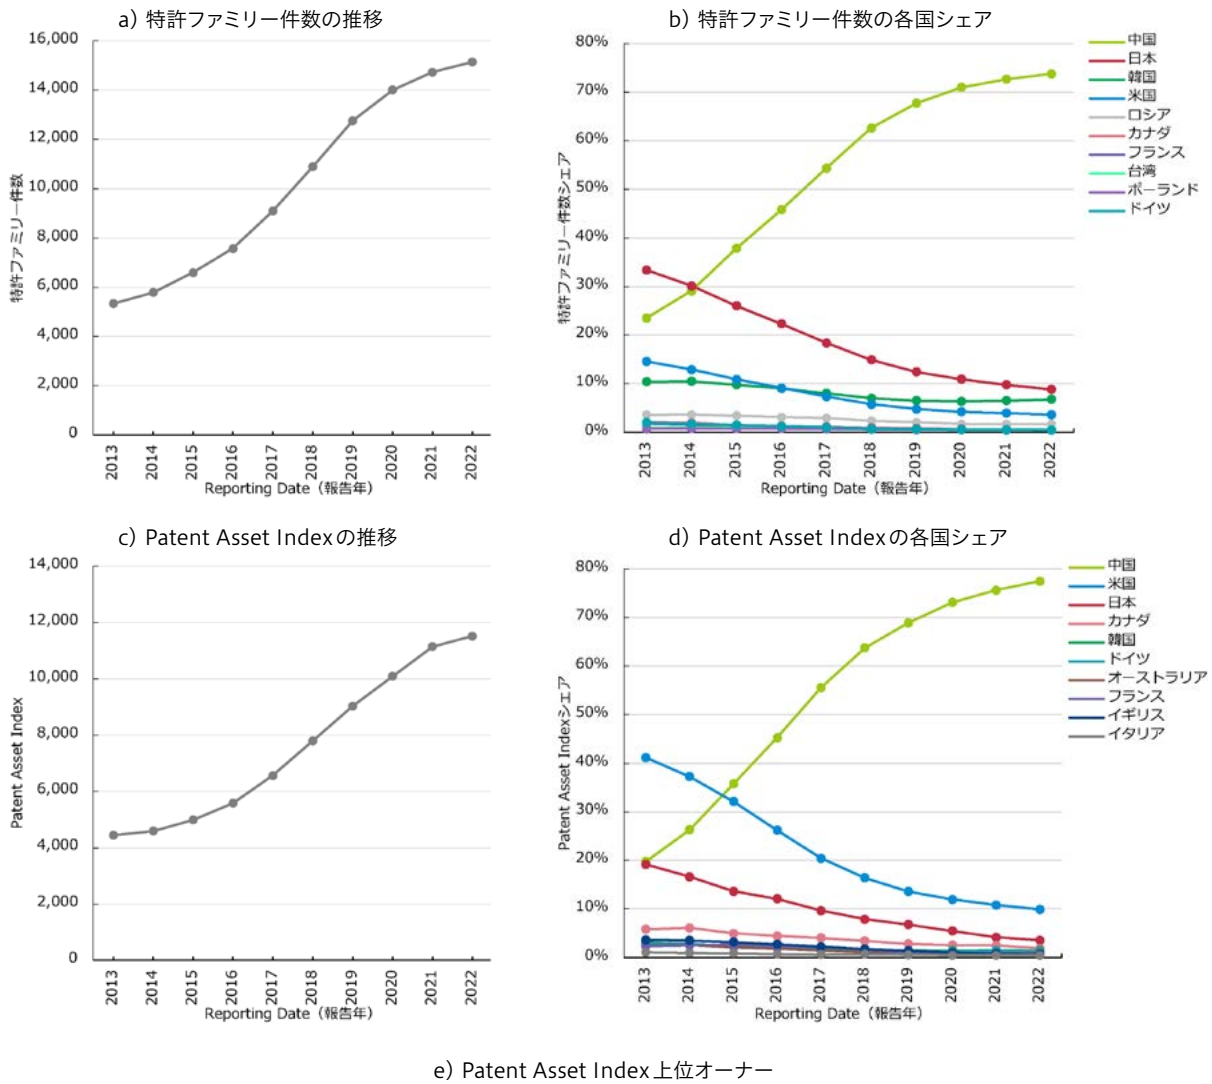 a）特許ファミリー件数の推移
16,000
14,000
12,000
10,000
8,000
6,000
4,000
2,000
0
特許ファミリー件数
2013
2014
2015
2016
2017
2018
2019
2020
2021
2022
Reporting Date（報告年）
b）特許ファミリー件数の各国シェア
80%
70%
60%
50%
40%
30%
20%
10%
0%
特許ファミリー件数シェア
2013
2014
2015
2016
2017
2018
2019
2020
2021
2022
Reporting Date（報告年）
中国
日本
韓国
米国
ロシア
カナダ
フランス
台湾
ポーランド
ドイツ
c）Patent Asset Indexの推移
14,000
12,000
10,000
8,000
6,000
4,000
2,000
0
Patent Asset Index
2013
2014
2015
2016
2017
2018
2019
2020
2021
2022
Reporting Date（報告年）
d）Patent Asset Indexの各国シェア
80%
70%
60%
50%
40%
30%
20%
10%
0%
Patent Asset Indexシェア
2013
2014
2015
2016
2017
2018
2019
2020
2021
2022
Reporting Date（報告年）
中国
米国
日本
カナダ
韓国
ドイツ
オーストラリア
フランス
イギリス
イタリア
e）Patent Asset Index上位オーナー